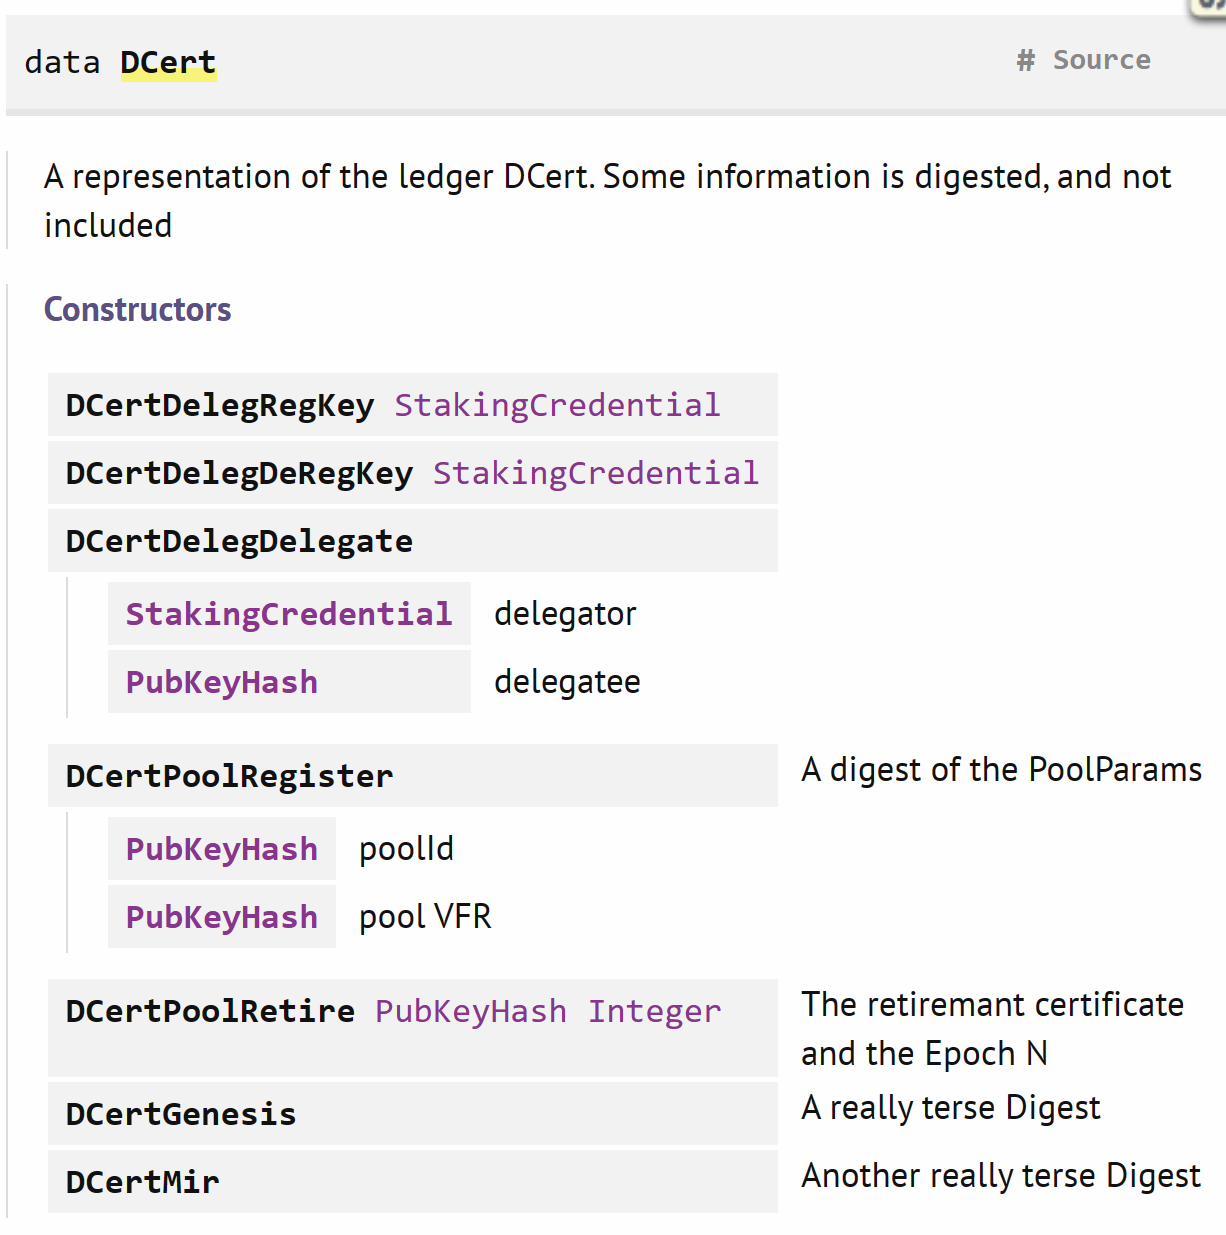 data DCert # Source
A representation of the ledger DCert. Some information is digested, and not
included
Constructors
DCertDelegRegKey StakingCredential
DCertDelegDeRegKey StakingCredential
DCertDelegDelegate
StakingCredential delegator
PubKeyHash delegatee
DCertPoolRegister A digest of the PoolParams
PubKeyHash poolId
PubKeyHash pool VFR
DCertPoolRetire PubKeyHash Integer The retiremant certificate
and the Epoch N
DCertGenesis A really terse Digest
DCertMir Another really terse Digest